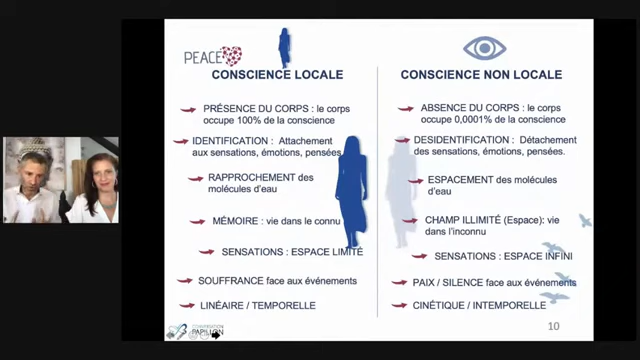 PEACE
CONSCIENCE LOCALE
PRÉSENCE DU CORPS : le corps
occupe 100% de la conscience
IDENTIFICATION : Attachement
aux sensations, émotions, pensées
RAPPROCHEMENT des
molécules d'eau
MÉMOIRE : vie dans le connu
SENSATIONS : ESPACE LIMITÉ
SOUFFRANCE face aux événements
LINÉAIRE / TEMPORELLE
CONSCIENCE NON LOCALE
ABSENCE DU CORPS : le corps
occupe 0,0001% de la conscience
DESIDENTIFICATION : Détachement
des sensations, émotions, pensées.
ESPACEMENT des molécules
d'eau
CHAMP ILLIMITÉ (Espace): vie
dans l'inconnu
SENSATIONS : ESPACE INFINI
PAIX / SILENCE face aux événements
CINÉTIQUE / INTEMPORELLE
PAPILLON
10